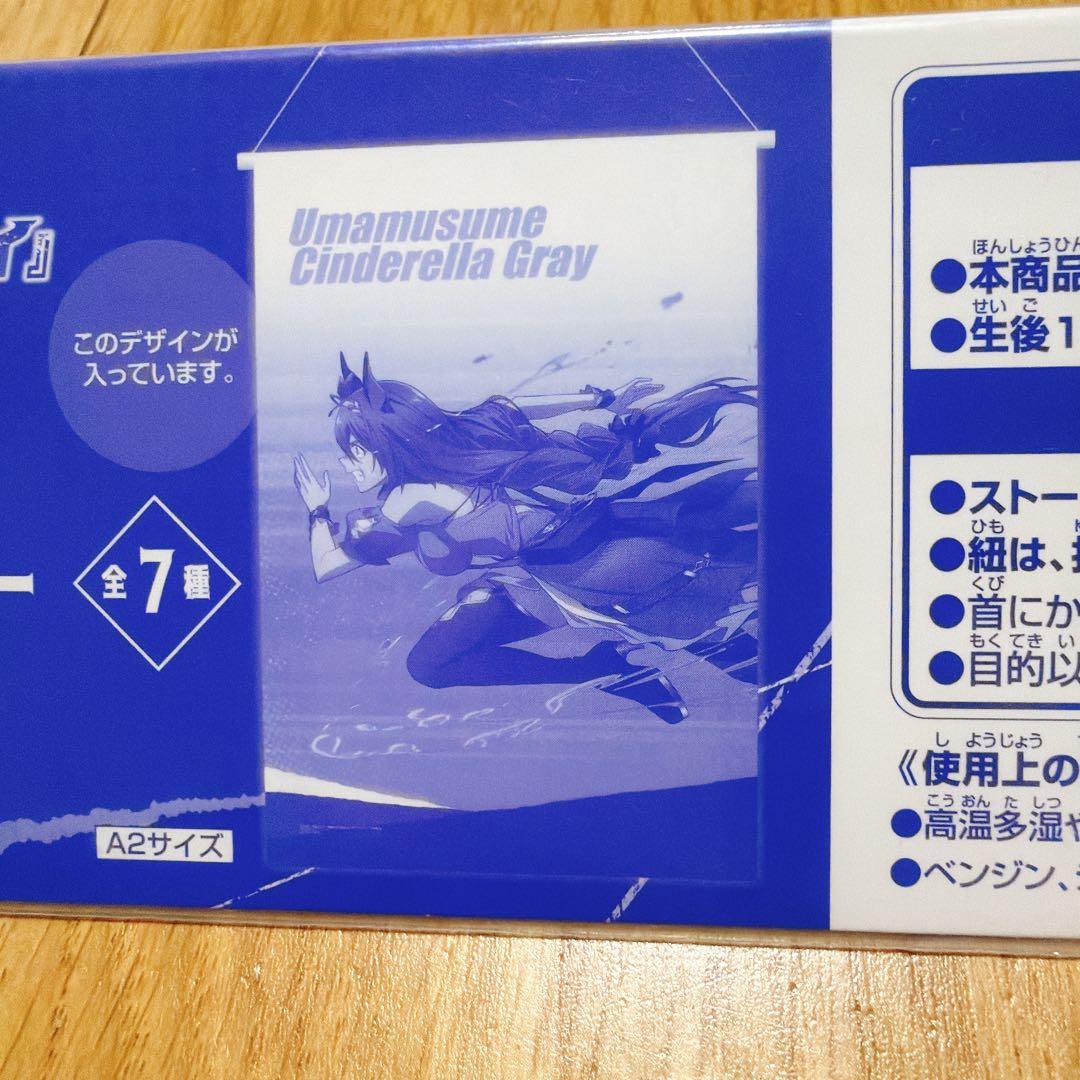 イ』
このデザインが
入っています。
ー
全7種
A2サイズ
Umamusume
Cinderella Gray
ほんしょうひん
●本商品
せいご
●生後1
●ストー
ひも
●紐は、
くび
●首にか
もくてきい
●目的以
しようじょう
《使用上の
こうおんたしつ
●高温多湿や
●ベンジン、